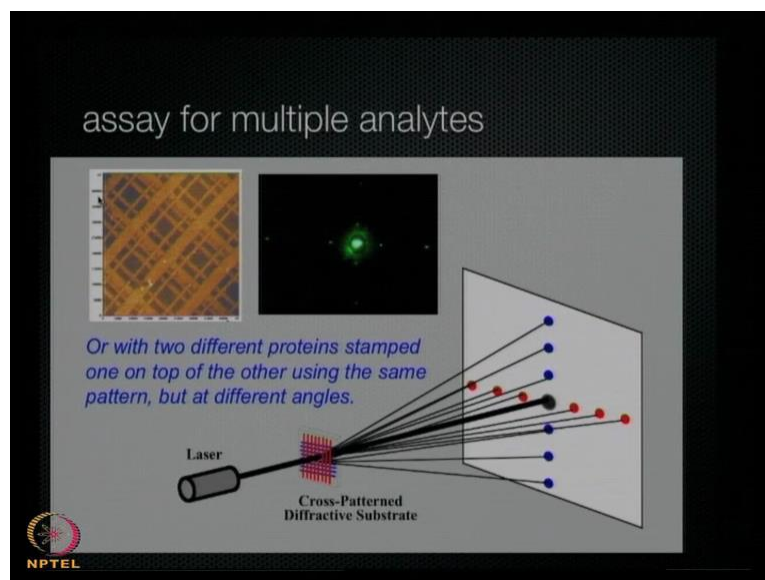 assay for multiple analytes
Or with two different proteins stamped
one on top of the other using the same
pattern, but at different angles.
Laser
Cross-Patterned
Diffractive Substrate
NPTEL